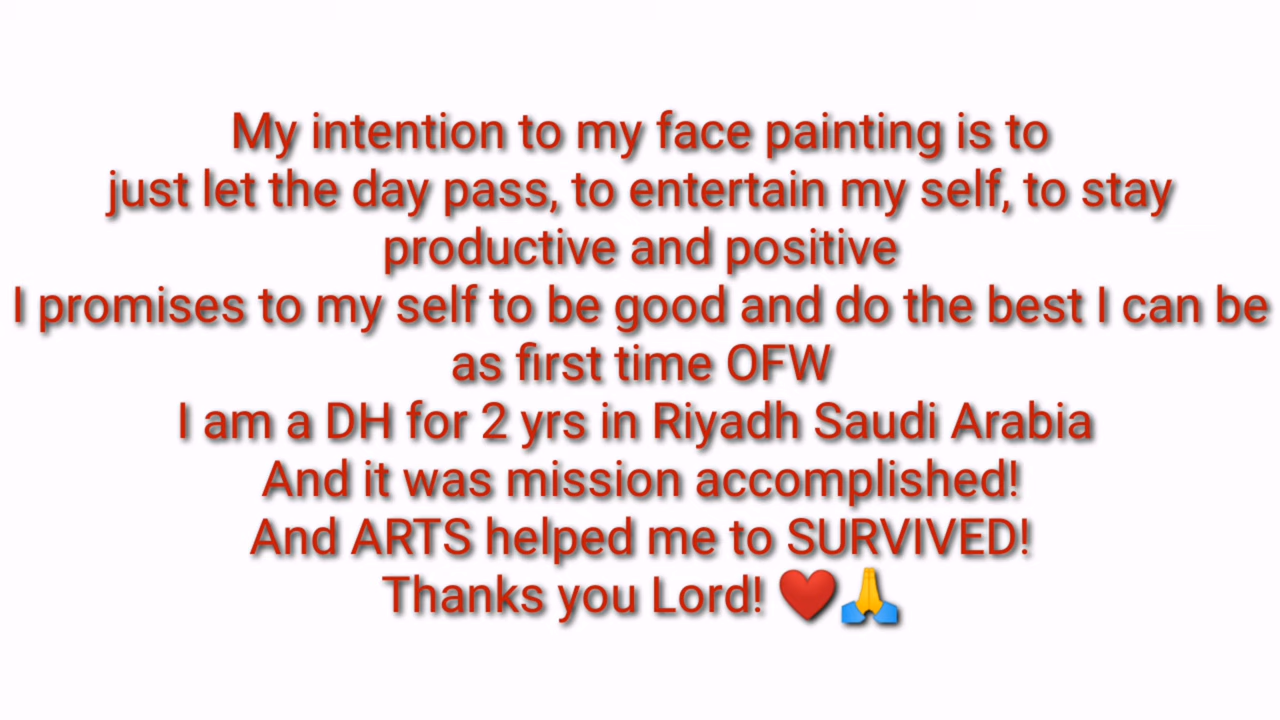 My intention to my face painting is to
just let the day pass, to entertain my self, to stay
productive and positive
I promises to my self to be good and do the best I can be
as first time OFW
I am a DH for 2 yrs in Riyadh Saudi Arabia
And it was mission accomplished!
And ARTS helped me to SURVIVED!
Thanks you Lord! ❤️🙏